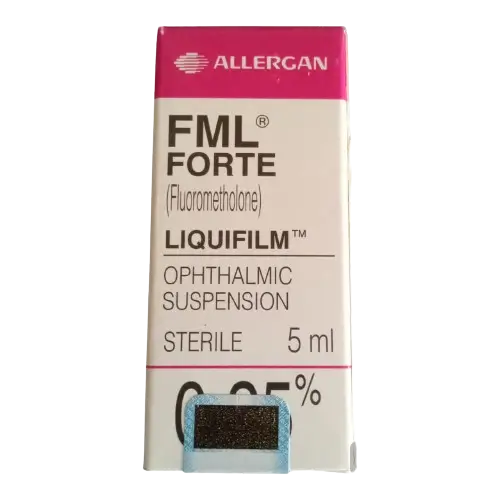 ALLERGAN
FML®
FORTE
(Fluorometholone)
LIQUIFILM™
OPHTHALMIC
SUSPENSION
STERILE 5 ml
%